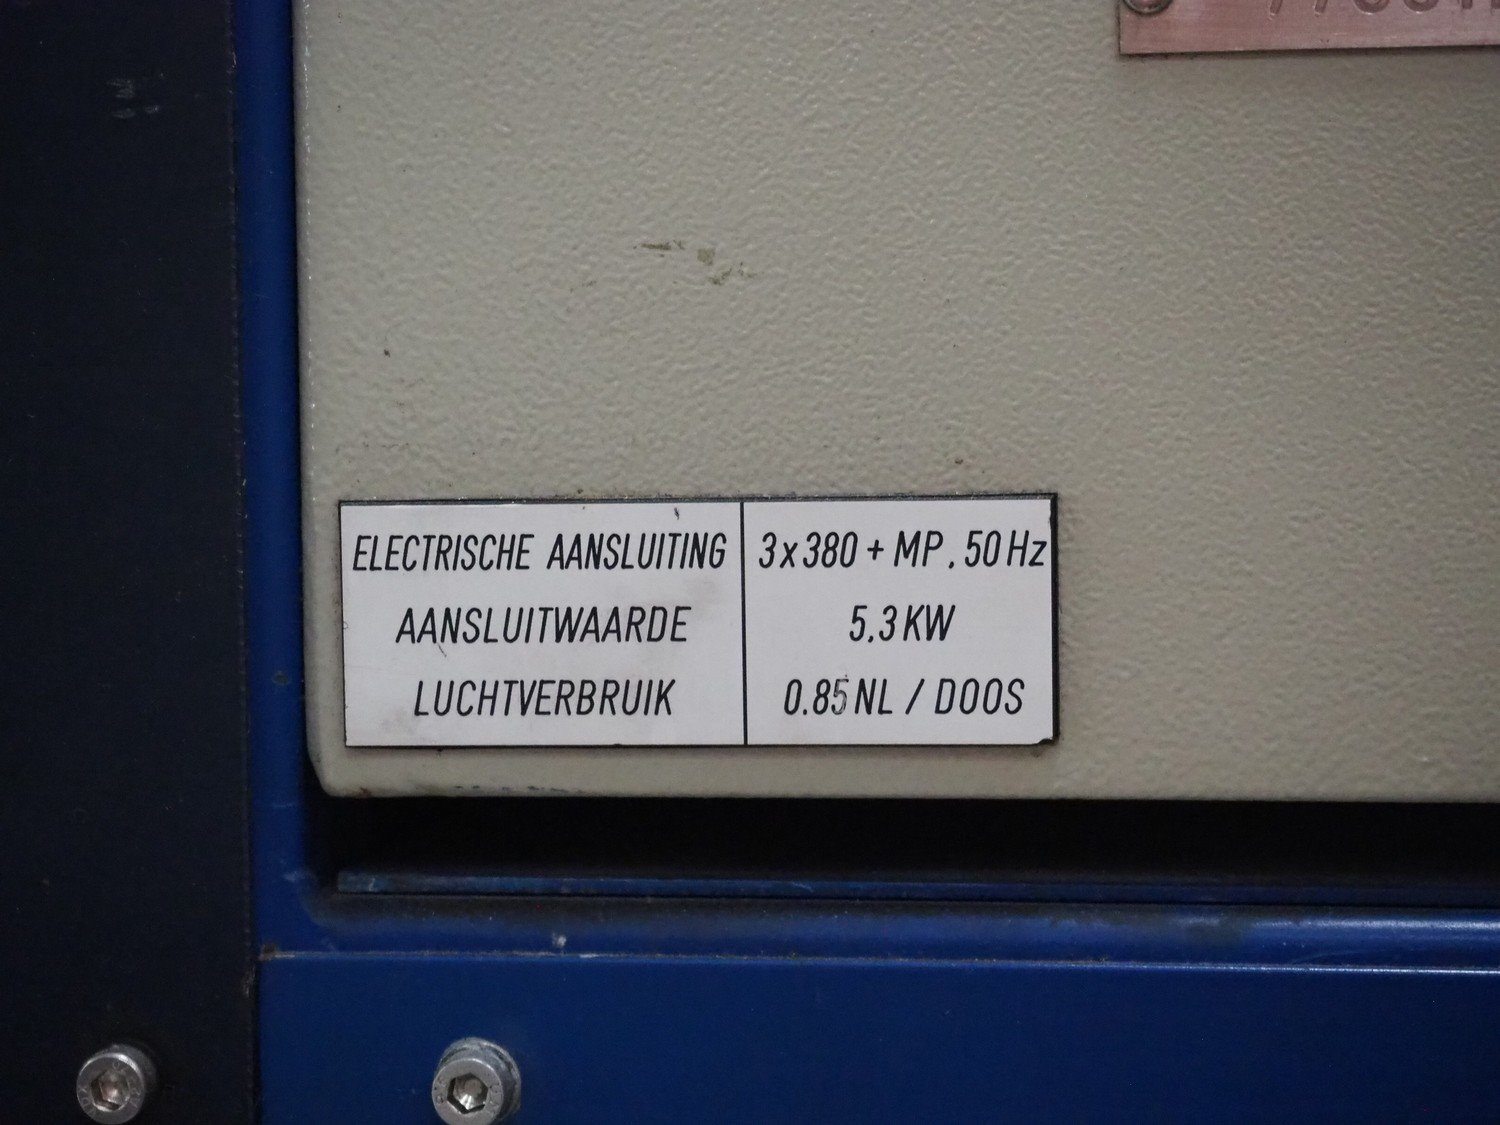 ELECTRISCHE AANSLUITING 3x380 + MP. 50 Hz
AANSLUITWAARDE 5,3 KW
LUCHTVERBRUIK 0.85 NL / DOOS